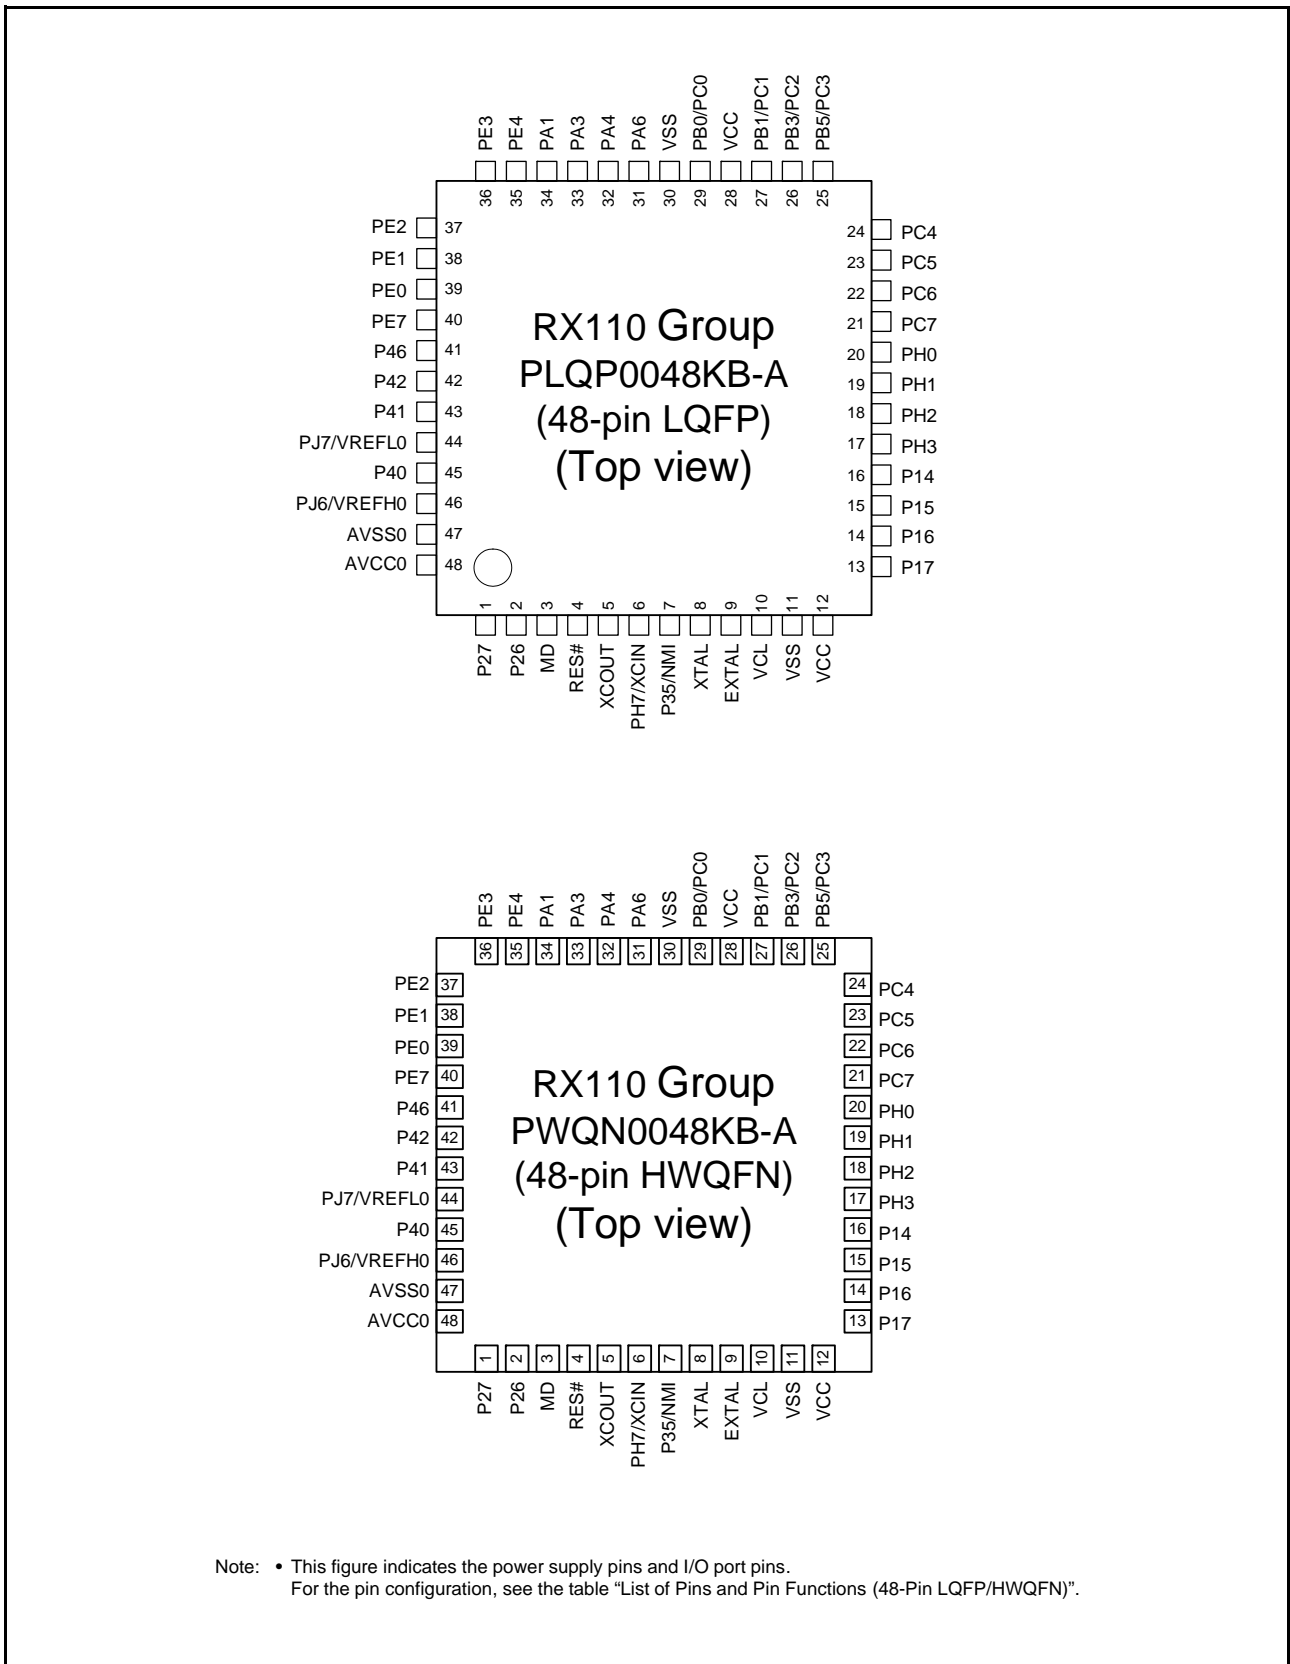 PE3
PE4
PA1
PA3
PA4
PA6
VSS
PB0/PC0
VCC
PB1/PC1
PB3/PC2
PB5/PC3
36
35
34
33
32
31
30
29
28
27
26
25
PE2 37
PE1 38
PE0 39
PE7 40
P46 41
P42 42
P41 43
PJ7/VREFL0 44
P40 45
PJ6/VREFH0 46
AVSS0 47
AVCC0 48
RX110 Group
PLQP0048KB-A
(48-pin LQFP)
(Top view)
24 PC4
23 PC5
22 PC6
21 PC7
20 PH0
19 PH1
18 PH2
17 PH3
16 P14
15 P15
14 P16
13 P17
1
2
3
4
5
6
7
8
9
10
11
12
P27
P26
MD
RES#
XCOUT
PH7/XCIN
P35/NMI
XTAL
EXTAL
VCL
VSS
VCC
PE3
PE4
PA1
PA3
PA4
PA6
VSS
PB0/PC0
VCC
PB1/PC1
PB3/PC2
PB5/PC3
36
35
34
33
32
31
30
29
28
27
26
25
PE2 37
PE1 38
PE0 39
PE7 40
P46 41
P42 42
P41 43
PJ7/VREFL0 44
P40 45
PJ6/VREFH0 46
AVSS0 47
AVCC0 48
RX110 Group
PWQN0048KB-A
(48-pin HWQFN)
(Top view)
24 PC4
23 PC5
22 PC6
21 PC7
20 PH0
19 PH1
18 PH2
17 PH3
16 P14
15 P15
14 P16
13 P17
1
2
3
4
5
6
7
8
9
10
11
12
P27
P26
MD
RES#
XCOUT
PH7/XCIN
P35/NMI
XTAL
EXTAL
VCL
VSS
VCC
Note: • This figure indicates the power supply pins and I/O port pins.
For the pin configuration, see the table “List of Pins and Pin Functions (48-Pin LQFP/HWQFN)”.